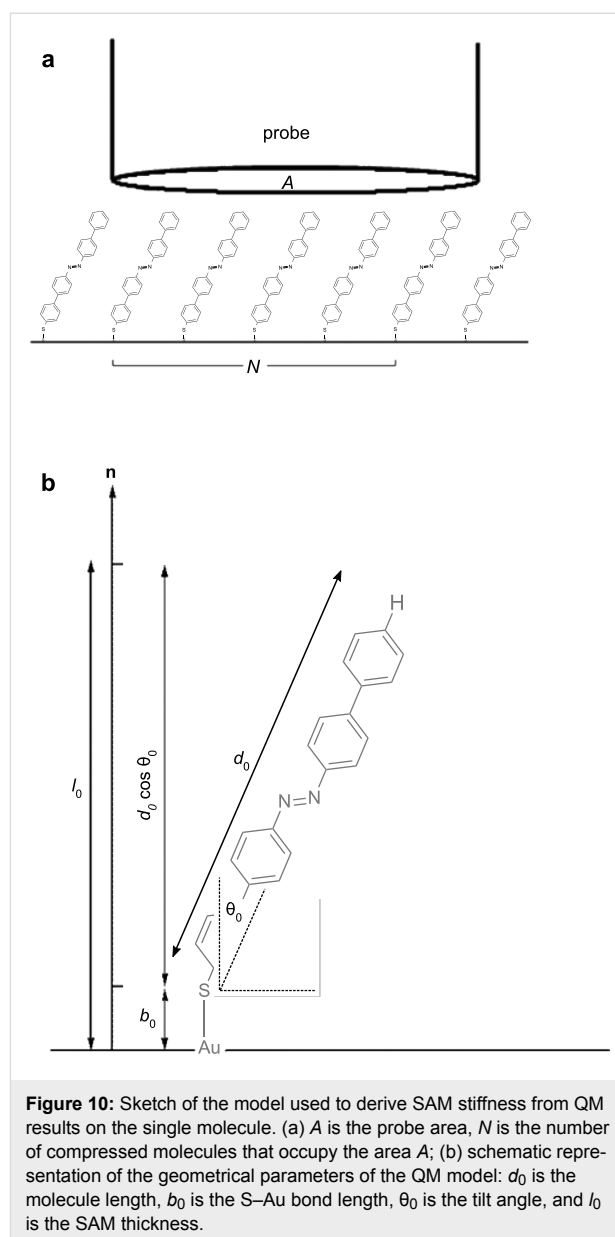 a
probe
A
N=N N=N N=N N=N N=N N=N N=N
S S S S S S S
N
b
n
H
d₀
l₀
d₀ cos θ₀
N=N
θ₀
S
b₀
Au
Figure 10: Sketch of the model used to derive SAM stiffness from QM
results on the single molecule. (a) A is the probe area, N is the number
of compressed molecules that occupy the area A; (b) schematic repre-
sentation of the geometrical parameters of the QM model: d₀ is the
molecule length, b₀ is the S–Au bond length, θ₀ is the tilt angle, and l₀
is the SAM thickness.